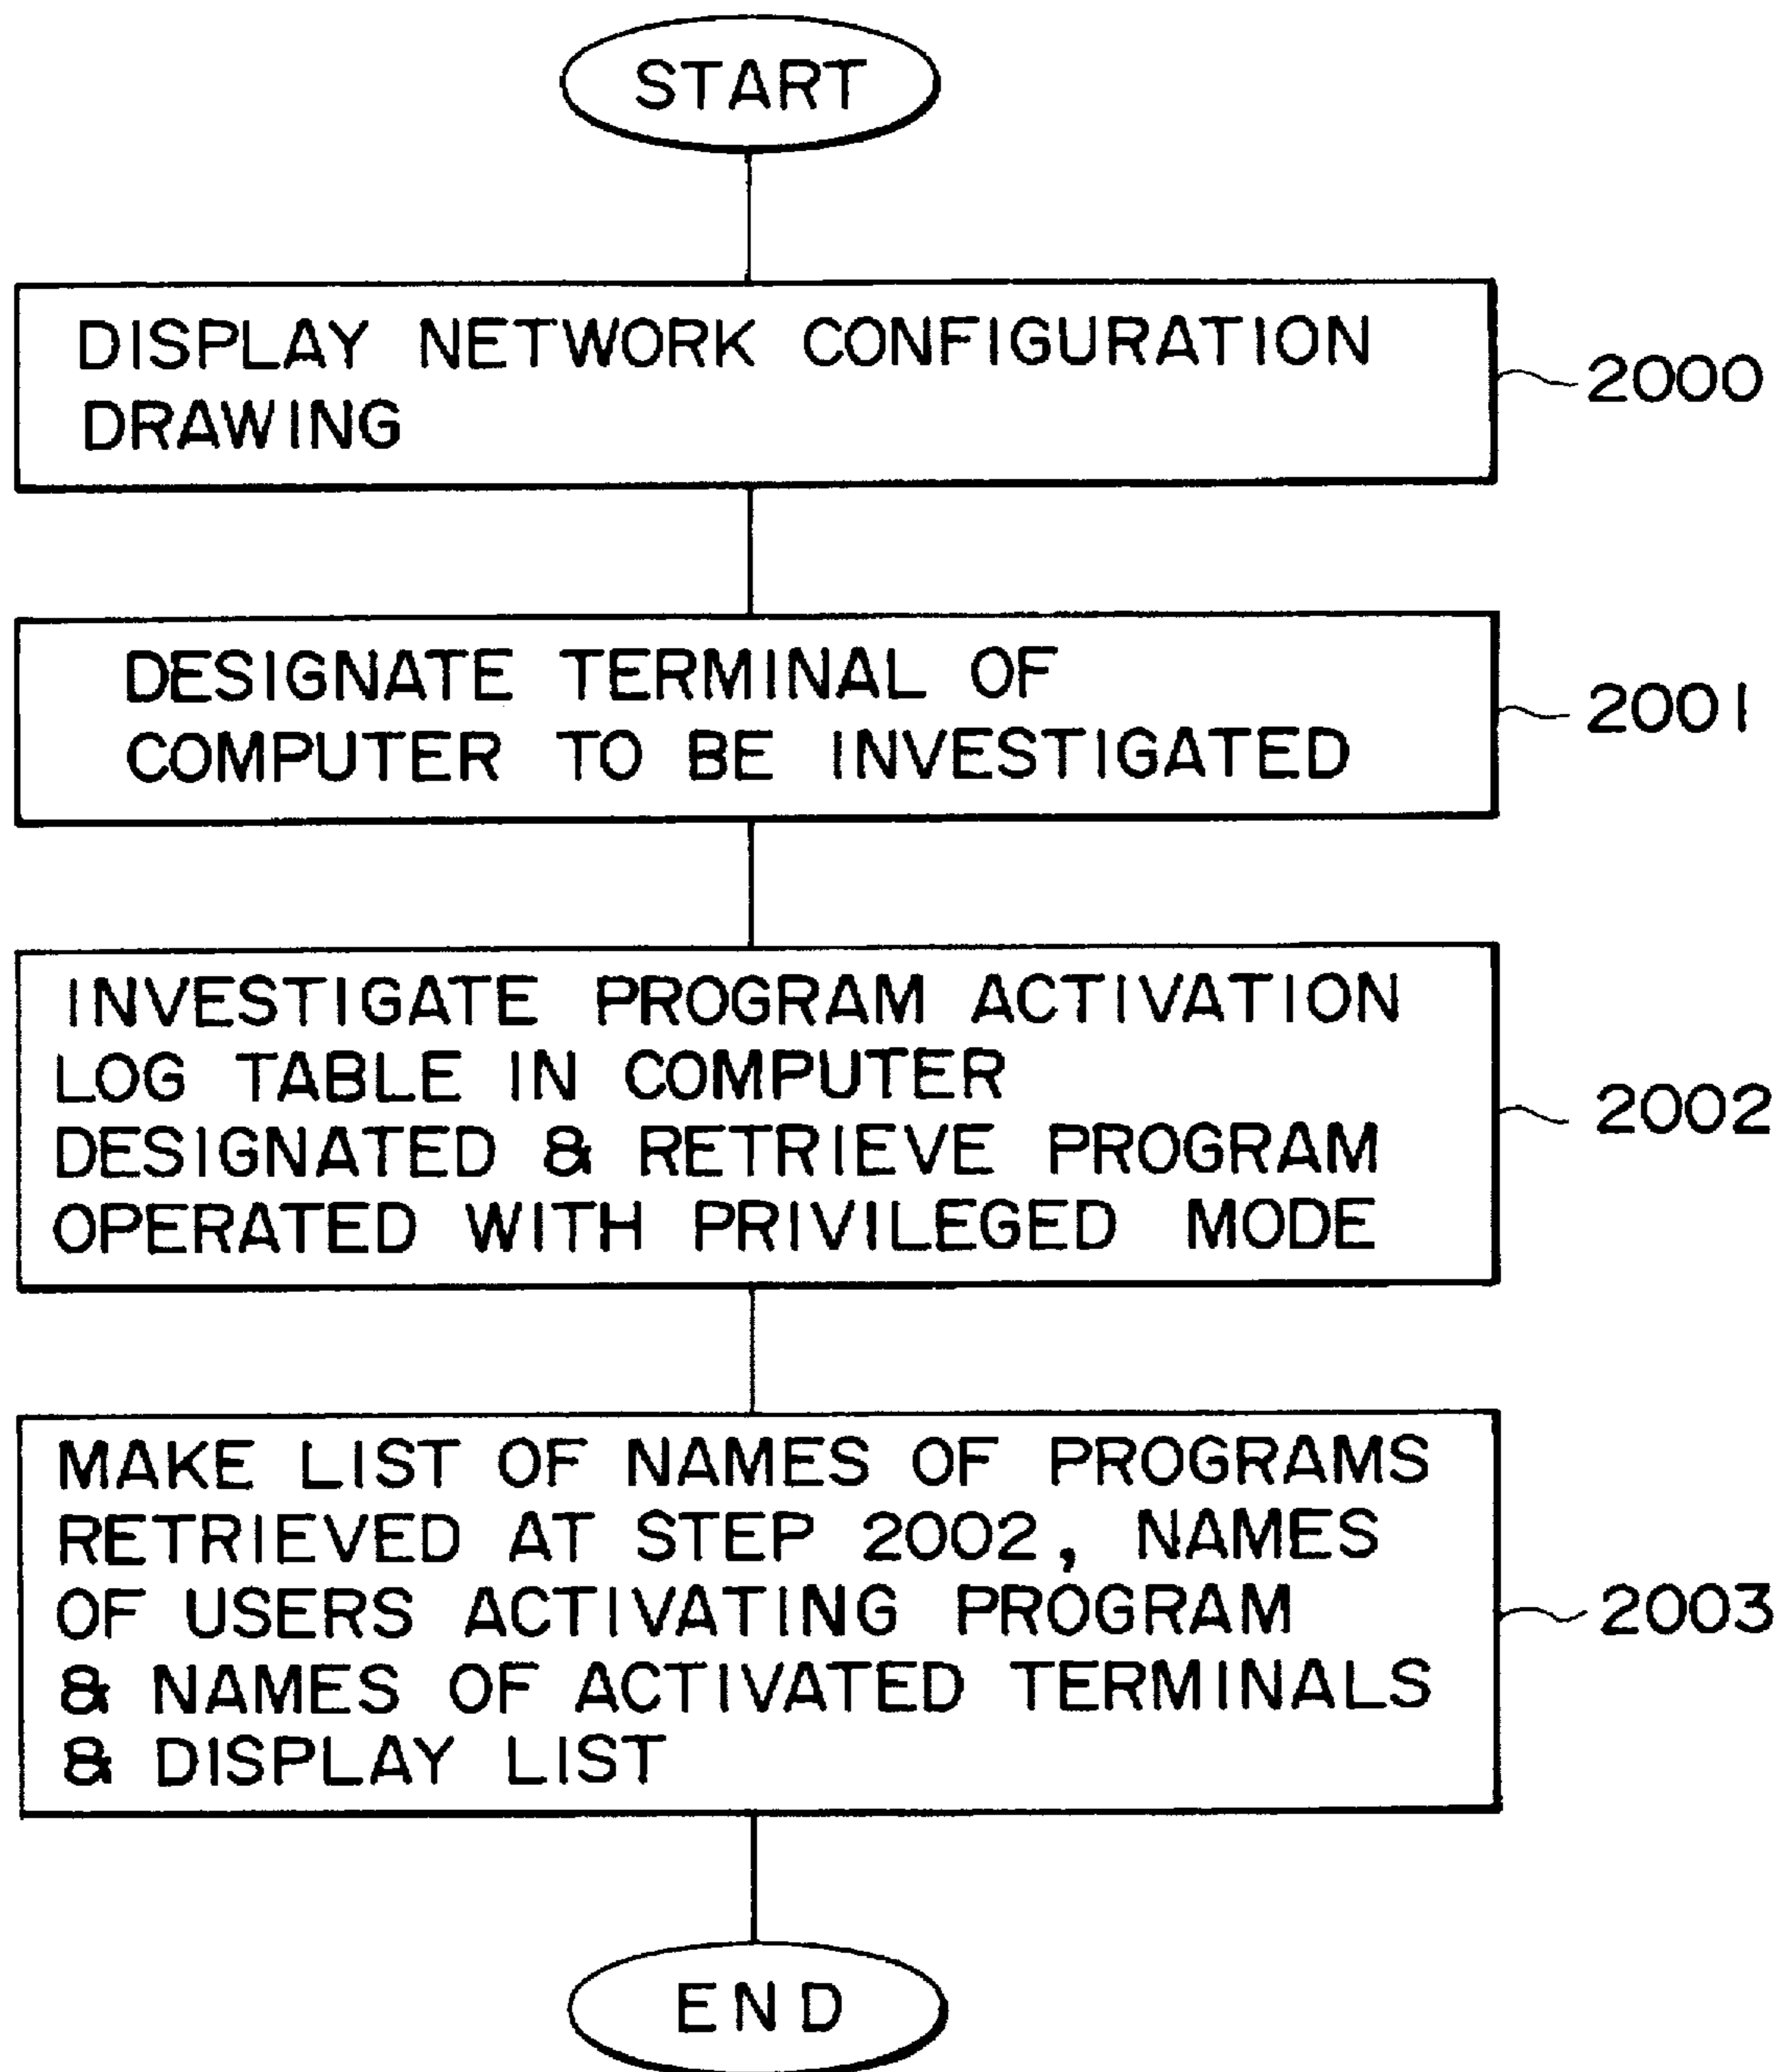 START
DISPLAY NETWORK CONFIGURATION
DRAWING
2000
DESIGNATE TERMINAL OF
COMPUTER TO BE INVESTIGATED
2001
INVESTIGATE PROGRAM ACTIVATION
LOG TABLE IN COMPUTER
DESIGNATED & RETRIEVE PROGRAM
OPERATED WITH PRIVILEGED MODE
2002
MAKE LIST OF NAMES OF PROGRAMS
RETRIEVED AT STEP 2002, NAMES
OF USERS ACTIVATING PROGRAM
& NAMES OF ACTIVATED TERMINALS
& DISPLAY LIST
2003
END